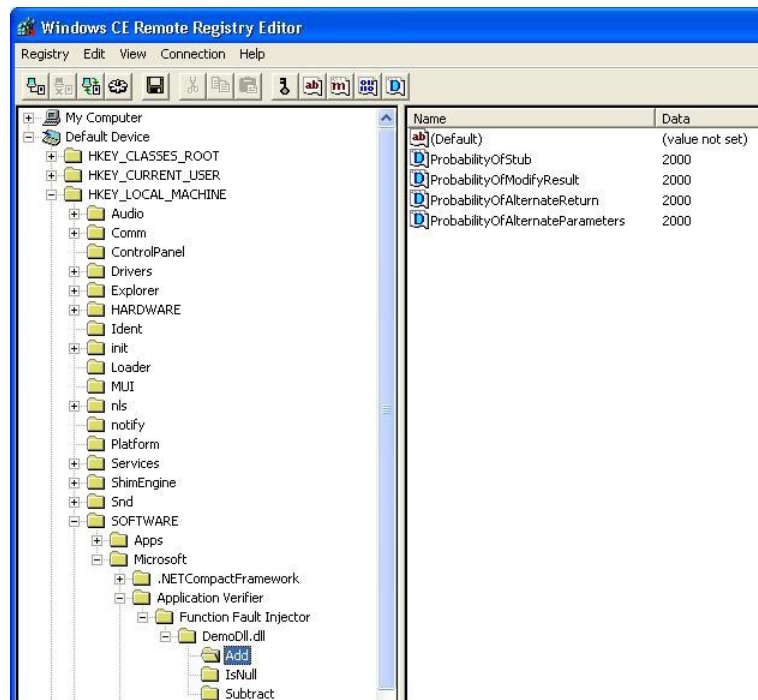 Windows CE Remote Registry Editor
Registry Edit View Connection Help
My Computer
Default Device
HKEY_CLASSES_ROOT
HKEY_CURRENT_USER
HKEY_LOCAL_MACHINE
Audio
Comm
ControlPanel
Drivers
Explorer
HARDWARE
Ident
init
Loader
MUI
nls
notify
Platform
Services
ShimEngine
Snd
SOFTWARE
Apps
Microsoft
.NETCompactFramework
Application Verifier
Function Fault Injector
DemoDll.dll
Add
IsNull
Subtract
Name Data
(Default) (value not set)
ProbabilityOfStub 2000
ProbabilityOfModifyResult 2000
ProbabilityOfAlternateReturn 2000
ProbabilityOfAlternateParameters 2000